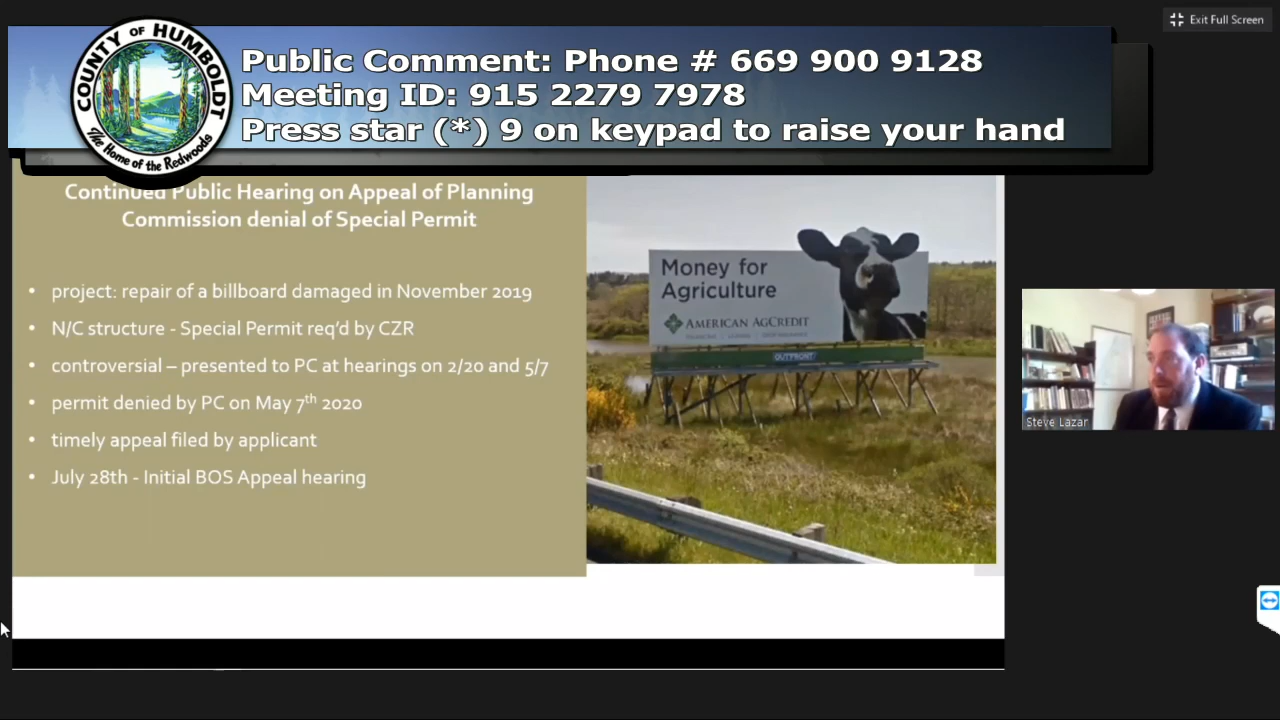 Exit Full Screen
COUNTY OF HUMBOLDT
The Home of the Redwoods
Public Comment: Phone # 669 900 9128
Meeting ID: 915 2279 7978
Press star (*) 9 on keypad to raise your hand
Continued Public Hearing on Appeal of Planning
Commission denial of Special Permit
• project: repair of a billboard damaged in November 2019
• N/C structure - Special Permit req'd by CZR
• controversial – presented to PC at hearings on 2/20 and 5/7
• permit denied by PC on May 7th 2020
• timely appeal filed by applicant
• July 28th - Initial BOS Appeal hearing
Money for
Agriculture
AMERICAN AGCREDIT
OUTFRONT
Steve Lazar